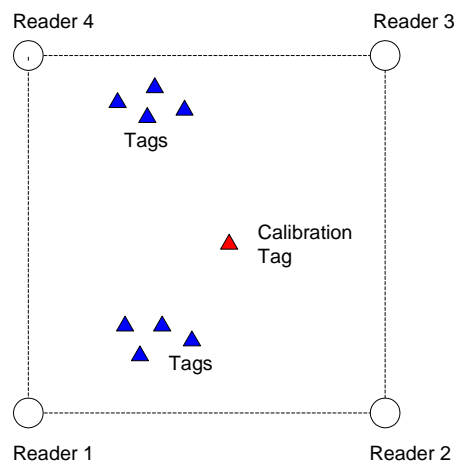 Reader 4
Reader 3
Tags
Calibration
Tag
Tags
Reader 1
Reader 2